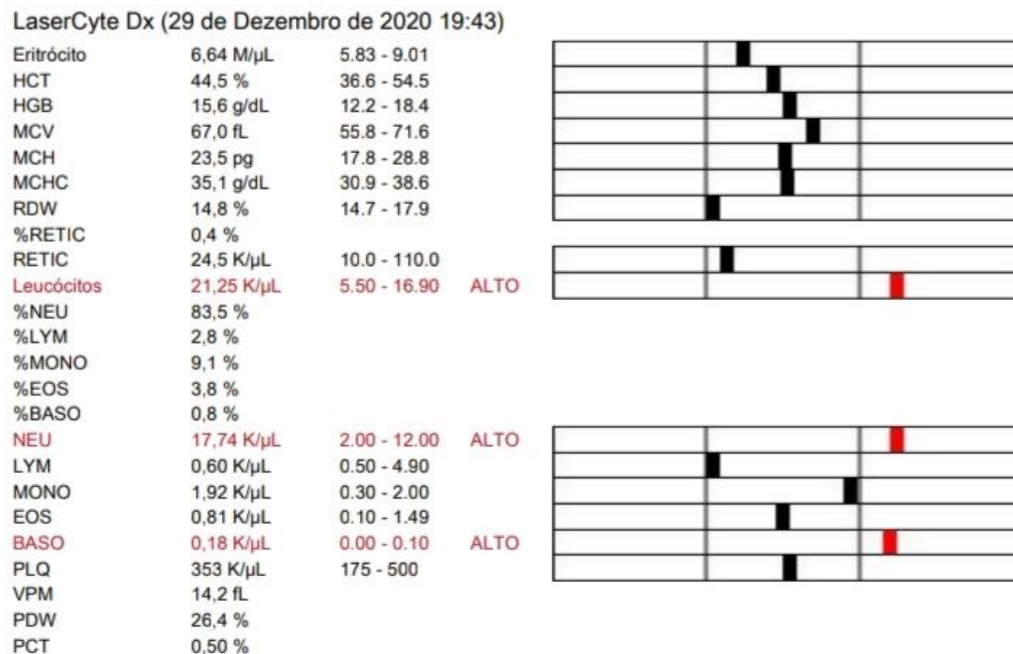 LaserCyte Dx (29 de Dezembro de 2020 19:43)
Eritrócito 6,64 M/µL 5.83 - 9.01
HCT 44,5 % 36.6 - 54.5
HGB 15,6 g/dL 12.2 - 18.4
MCV 67,0 fL 55.8 - 71.6
MCH 23,5 pg 17.8 - 28.8
MCHC 35,1 g/dL 30.9 - 38.6
RDW 14,8 % 14.7 - 17.9
%RETIC 0,4 %
RETIC 24,5 K/µL 10.0 - 110.0
Leucócitos 21,25 K/µL 5.50 - 16.90 ALTO
%NEU 83,5 %
%LYM 2,8 %
%MONO 9,1 %
%EOS 3,8 %
%BASO 0,8 %
NEU 17,74 K/µL 2.00 - 12.00 ALTO
LYM 0,60 K/µL 0.50 - 4.90
MONO 1,92 K/µL 0.30 - 2.00
EOS 0,81 K/µL 0.10 - 1.49
BASO 0,18 K/µL 0.00 - 0.10 ALTO
PLQ 353 K/µL 175 - 500
VPM 14,2 fL
PDW 26,4 %
PCT 0,50 %